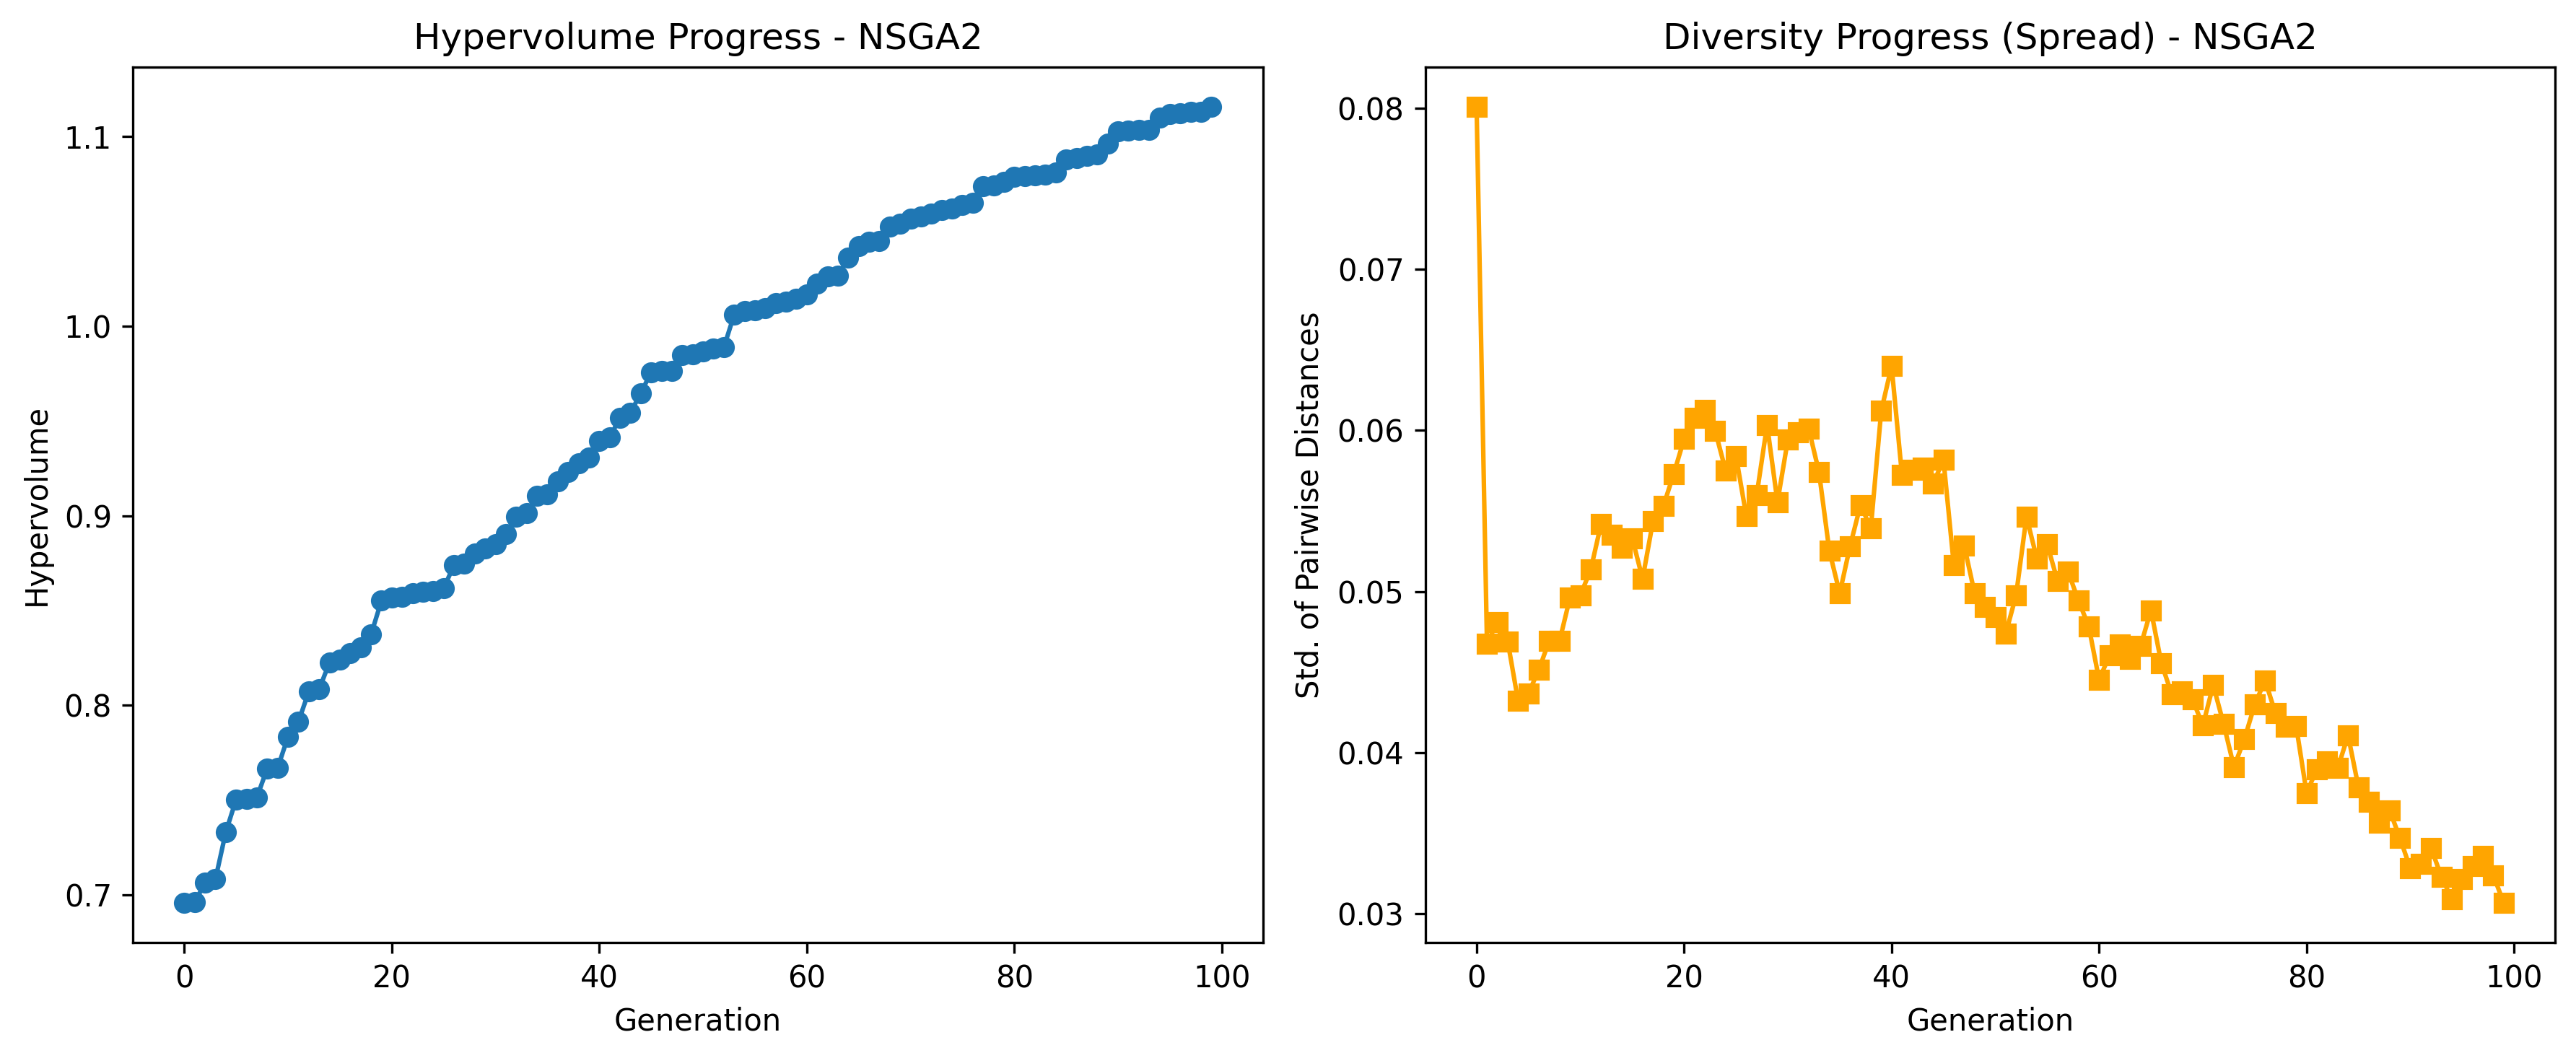 Hypervolume Progress - NSGA2
Hypervolume
1.1
1.0
0.9
0.8
0.7
0 20 40 60 80 100
Generation
Diversity Progress (Spread) - NSGA2
Std. of Pairwise Distances
0.08
0.07
0.06
0.05
0.04
0.03
0 20 40 60 80 100
Generation